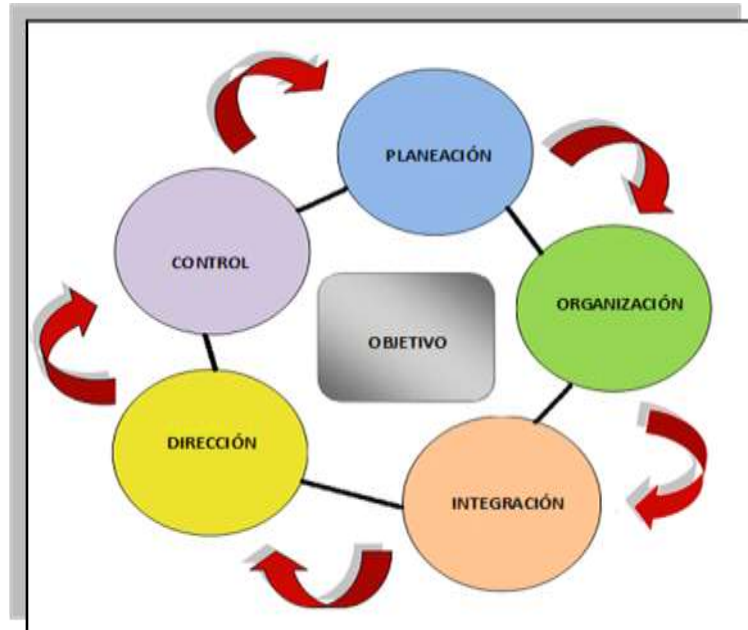 PLANEACIÓN
ORGANIZACIÓN
INTEGRACIÓN
DIRECCIÓN
CONTROL
OBJETIVO